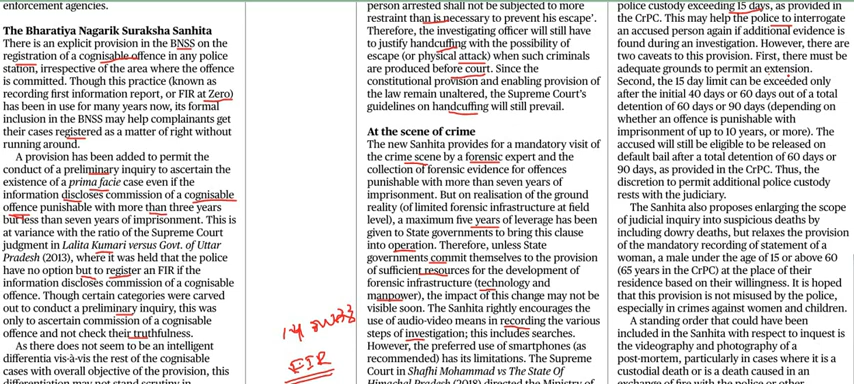 enforcement agencies.
The Bharatiya Nagarik Suraksha Sanhita
There is an explicit provision in the BNSS on the
registration of a cognisable offence in any police
station, irrespective of the area where the offence
is committed. Though this practice (known as
recording first information report, or FIR at Zero)
has been in use for many years now, its formal
inclusion in the BNSS may help complainants get
their cases registered as a matter of right without
running around.
A provision has been added to permit the
conduct of a preliminary inquiry to ascertain the
existence of a prima facie case even if the
information discloses commission of a cognisable
offence punishable with more than three years
but less than seven years of imprisonment. This is
at variance with the ratio of the Supreme Court
judgment in Lalita Kumari versus Govt. of Uttar
Pradesh (2013), where it was held that the police
have no option but to register an FIR if the
information discloses commission of a cognisable
offence. Though certain categories were carved
out to conduct a preliminary inquiry, this was
only to ascertain commission of a cognisable
offence and not check their truthfulness.
As there does not seem to be an intelligent
differentia vis-à-vis the rest of the cognisable
cases with overall objective of the provision, this
differentiation may not stand scrutiny in
FIR
person arrested shall not be subjected to more
restraint than is necessary to prevent his escape'.
Therefore, the investigating officer will still have
to justify handcuffing with the possibility of
escape (or physical attack) when such criminals
are produced before court. Since the
constitutional provision and enabling provision of
the law remain unaltered, the Supreme Court's
guidelines on handcuffing will still prevail.
At the scene of crime
The new Sanhita provides for a mandatory visit of
the crime scene by a forensic expert and the
collection of forensic evidence for offences
punishable with more than seven years of
imprisonment. But on realisation of the ground
reality (of limited forensic infrastructure at field
level), a maximum five years of leverage has been
given to State governments to bring this clause
into operation. Therefore, unless State
governments commit themselves to the provision
of sufficient resources for the development of
forensic infrastructure (technology and
manpower), the impact of this change may not be
visible soon. The Sanhita rightly encourages the
use of audio-video means in recording the various
steps of investigation; this includes searches.
However, the preferred use of smartphones (as
recommended) has its limitations. The Supreme
Court in Shafhi Mohammad vs The State Of
Himachal Pradesh (2018) directed the Ministry of
police custody exceeding 15 days, as provided in
the CrPC. This may help the police to interrogate
an accused person again if additional evidence is
found during an investigation. However, there are
two caveats to this provision. First, there must be
adequate grounds to permit an extension.
Second, the 15 day limit can be exceeded only
after the initial 40 days or 60 days out of a total
detention of 60 days or 90 days (depending on
whether an offence is punishable with
imprisonment of up to 10 years, or more). The
accused will still be eligible to be released on
default bail after a total detention of 60 days or
90 days, as provided in the CrPC. Thus, the
discretion to permit additional police custody
rests with the judiciary.
The Sanhita also proposes enlarging the scope
of judicial inquiry into suspicious deaths by
including dowry deaths, but relaxes the provision
of the mandatory recording of statement of a
woman, a male under the age of 15 or above 60
(65 years in the CrPC) at the place of their
residence based on their willingness. It is hoped
that this provision is not misused by the police,
especially in crimes against women and children.
A standing order that could have been
included in the Sanhita with respect to inquest is
the videography and photography of a
post-mortem, particularly in cases where it is a
custodial death or is a death caused in an
exchange of fire with the police or other